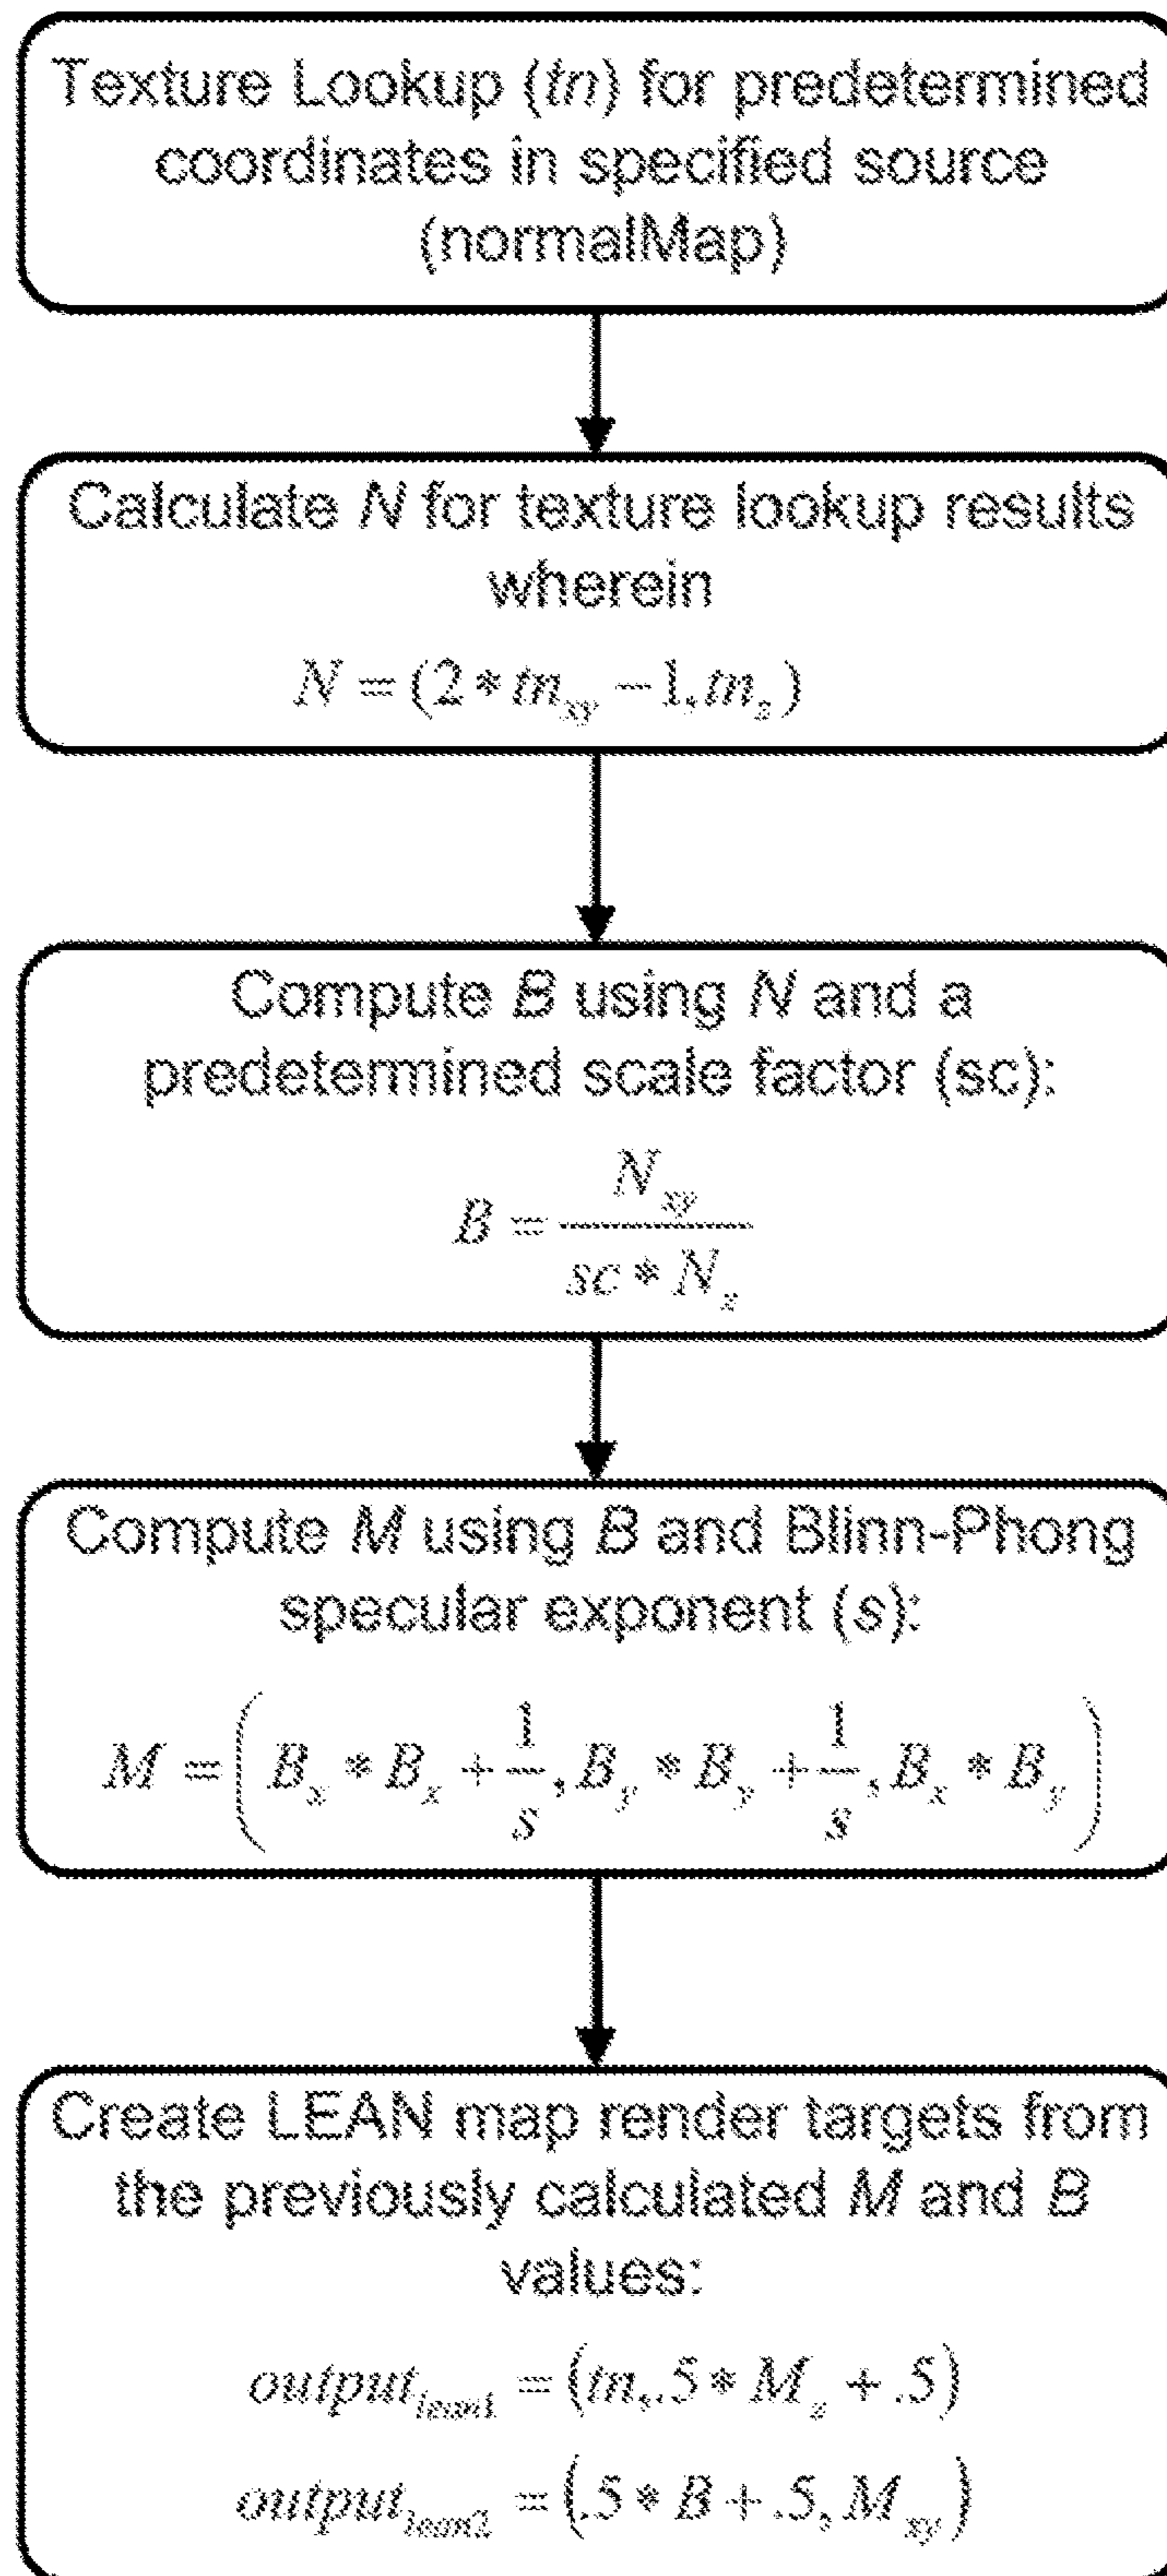 Texture Lookup (tn) for predetermined
coordinates in specified source
(normalMap)
Calculate N for texture lookup results
wherein
N = (2 * tn_xy − 1, tn_z)
Compute B using N and a
predetermined scale factor (sc):
B = N_xy / (sc * N_z)
Compute M using B and Blinn-Phong
specular exponent (s):
M = (B_x * B_x + 1/s, B_y * B_y + 1/s, B_x * B_y)
Create LEAN map render targets from
the previously calculated M and B
values:
output_lean1 = (tn, .5 * M_z + .5)
output_lean2 = (.5 * B + .5, M_xy)